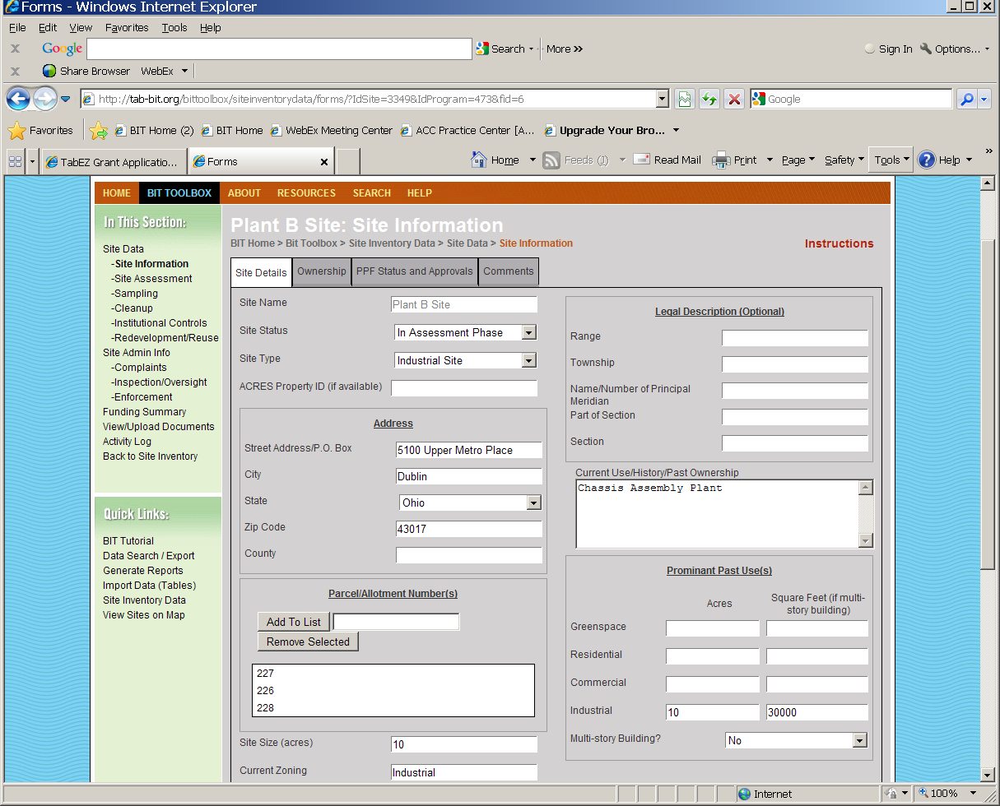 Forms - Windows Internet Explorer
File Edit View Favorites Tools Help
x Google Search More >> Sign In Options...
x Share Browser WebEx
http://tab-bit.org/bittoolbox/siteinventorydata/forms/?IdSite=3349&IdProgram=473&fid=6 Google
Favorites BIT Home (2) BIT Home WebEx Meeting Center ACC Practice Center [A... Upgrade Your Bro...
TabEZ Grant Applicatio... Forms x Home Feeds (J) Read Mail Print Page Safety Tools Help >>
HOME BIT TOOLBOX ABOUT RESOURCES SEARCH HELP
In This Section:
Site Data
-Site Information
-Site Assessment
-Sampling
-Cleanup
-Institutional Controls
-Redevelopment/Reuse
Site Admin Info
-Complaints
-Inspection/Oversight
-Enforcement
Funding Summary
View/Upload Documents
Activity Log
Back to Site Inventory
Quick Links:
BIT Tutorial
Data Search / Export
Generate Reports
Import Data (Tables)
Site Inventory Data
View Sites on Map
Plant B Site: Site Information
BIT Home > Bit Toolbox > Site Inventory Data > Site Data > Site Information
Instructions
Site Details Ownership PPF Status and Approvals Comments
Site Name Plant B Site
Site Status In Assessment Phase
Site Type Industrial Site
ACRES Property ID (if available)
Address
Street Address/P.O. Box 5100 Upper Metro Place
City Dublin
State Ohio
Zip Code 43017
County
Parcel/Allotment Number(s)
Add To List
Remove Selected
227
226
228
Site Size (acres) 10
Current Zoning Industrial
Legal Description (Optional)
Range
Township
Name/Number of Principal
Meridian
Part of Section
Section
Current Use/History/Past Ownership
Chassis Assembly Plant
Prominant Past Use(s)
Acres Square Feet (if multi-
story building)
Greenspace
Residential
Commercial
Industrial 10 30000
Multi-story Building? No
Internet 100%